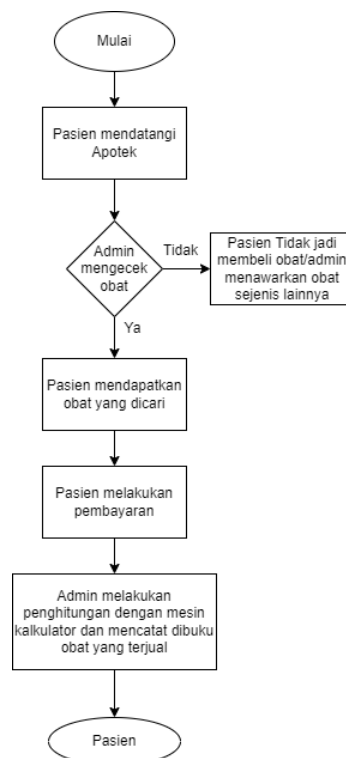 Mulai
Pasien mendatangi
Apotek
Admin
mengecek
obat
Tidak
Pasien Tidak jadi
membeli obat/admin
menawarkan obat
sejenis lainnya
Ya
Pasien mendapatkan
obat yang dicari
Pasien melakukan
pembayaran
Admin melakukan
penghitungan dengan mesin
kalkulator dan mencatat dibuku
obat yang terjual
Pasien